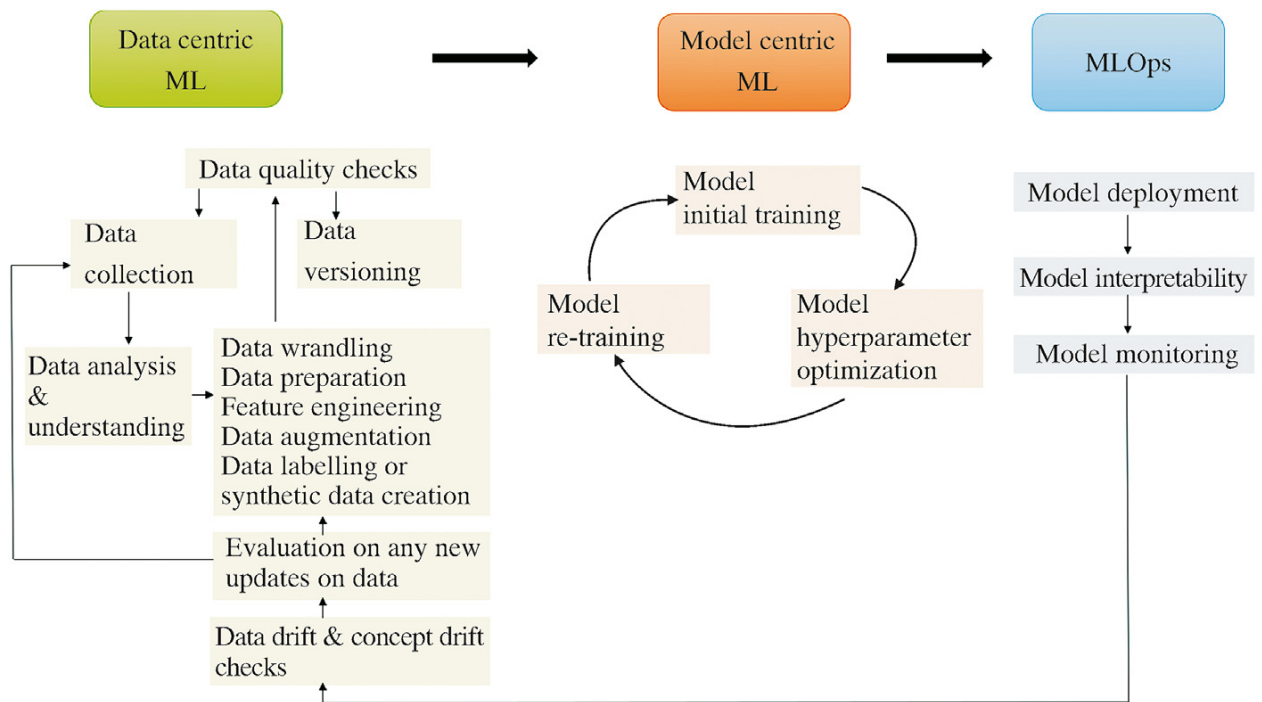 Data centric
ML
Model centric
ML
MLOps
Data quality checks
Data
collection
Data
versioning
Data analysis
&
understanding
Data wrandling
Data preparation
Feature engineering
Data augmentation
Data labelling or
synthetic data creation
Evaluation on any new
updates on data
Data drift & concept drift
checks
Model
initial training
Model
hyperparameter
optimization
Model
re-training
Model deployment
Model interpretability
Model monitoring